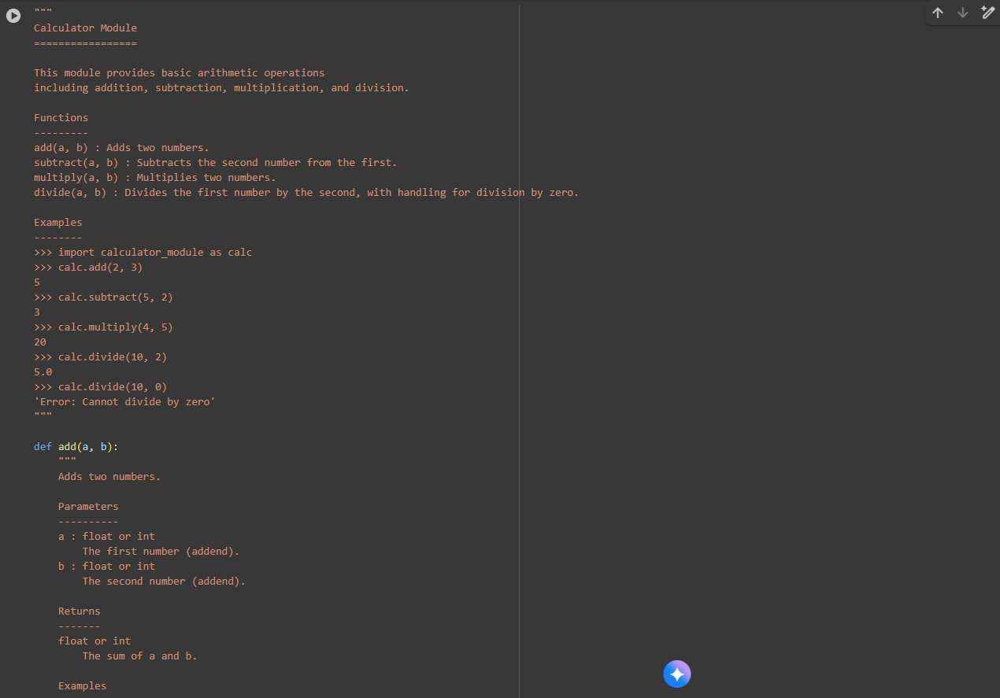 """
Calculator Module
=================
This module provides basic arithmetic operations
including addition, subtraction, multiplication, and division.
Functions
---------
add(a, b) : Adds two numbers.
subtract(a, b) : Subtracts the second number from the first.
multiply(a, b) : Multiplies two numbers.
divide(a, b) : Divides the first number by the second, with handling for division by zero.
Examples
--------
>>> import calculator_module as calc
>>> calc.add(2, 3)
5
>>> calc.subtract(5, 2)
3
>>> calc.multiply(4, 5)
20
>>> calc.divide(10, 2)
5.0
>>> calc.divide(10, 0)
'Error: Cannot divide by zero'
"""
def add(a, b):
    """
    Adds two numbers.
    Parameters
    ----------
    a : float or int
        The first number (addend).
    b : float or int
        The second number (addend).
    Returns
    -------
    float or int
        The sum of a and b.
    Examples